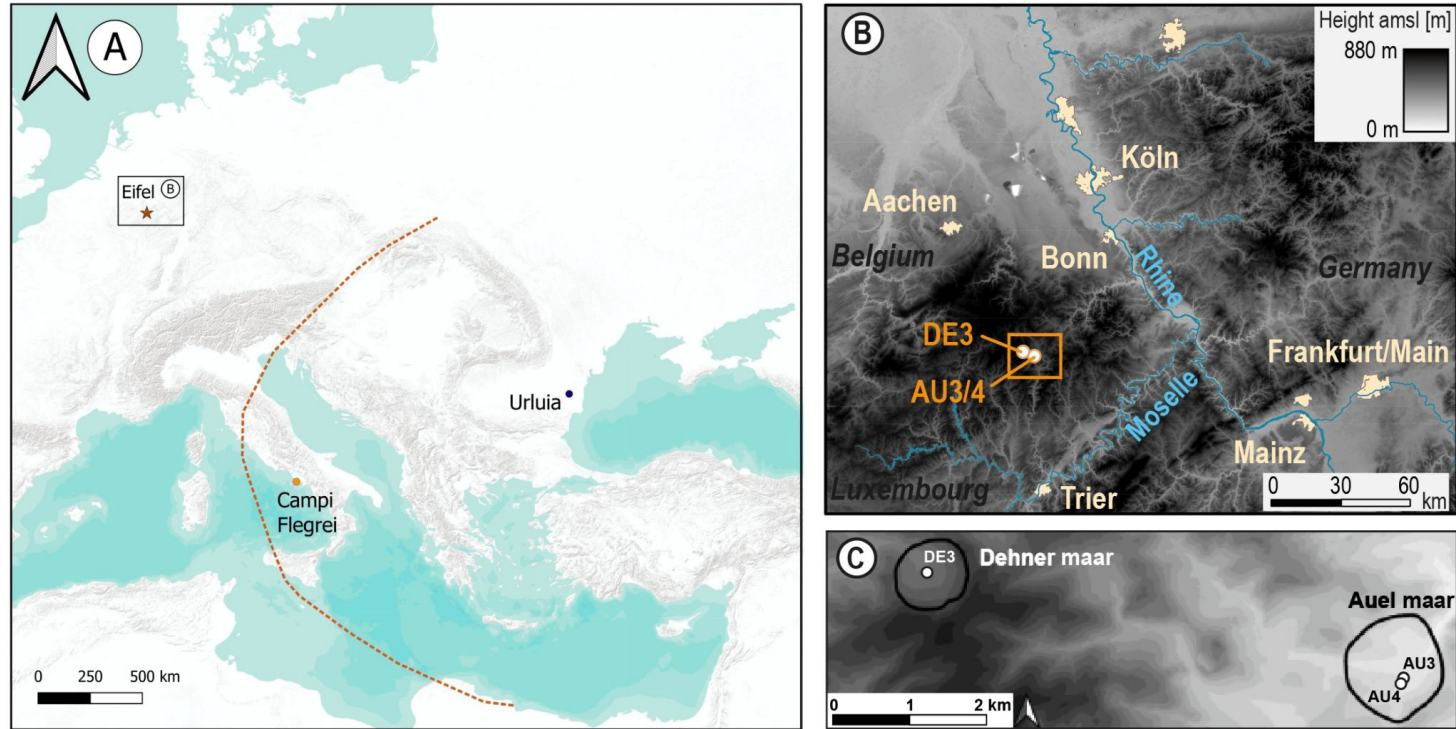 A
Eifel B
Urluia
Campi
Flegrei
0 250 500 km
B
Height amsl [m]
880 m
0 m
Köln
Aachen
Belgium
Bonn
Rhine
Germany
DE3
AU3/4
Frankfurt/Main
Moselle
Mainz
Luxembourg
Trier
0 30 60
km
C
DE3
Dehner maar
Auel maar
AU3
AU4
0 1 2 km